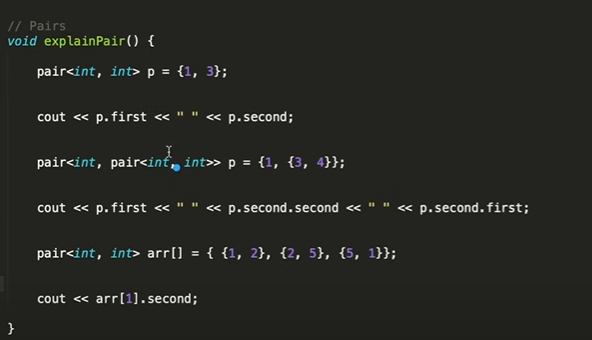 // Pairs
void explainPair() {
pair<int, int> p = {1, 3};
cout << p.first << " " << p.second;
pair<int, pair<int, int>> p = {1, {3, 4}};
cout << p.first << " " << p.second.second << " " << p.second.first;
pair<int, int> arr[] = { {1, 2}, {2, 5}, {5, 1}};
cout << arr[1].second;
}